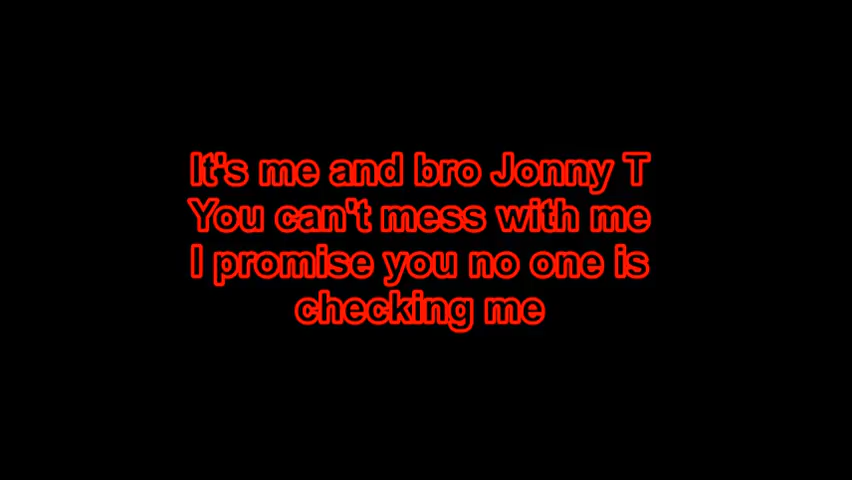 It's me and bro Jonny T
You can't mess with me
I promise you no one is
checking me